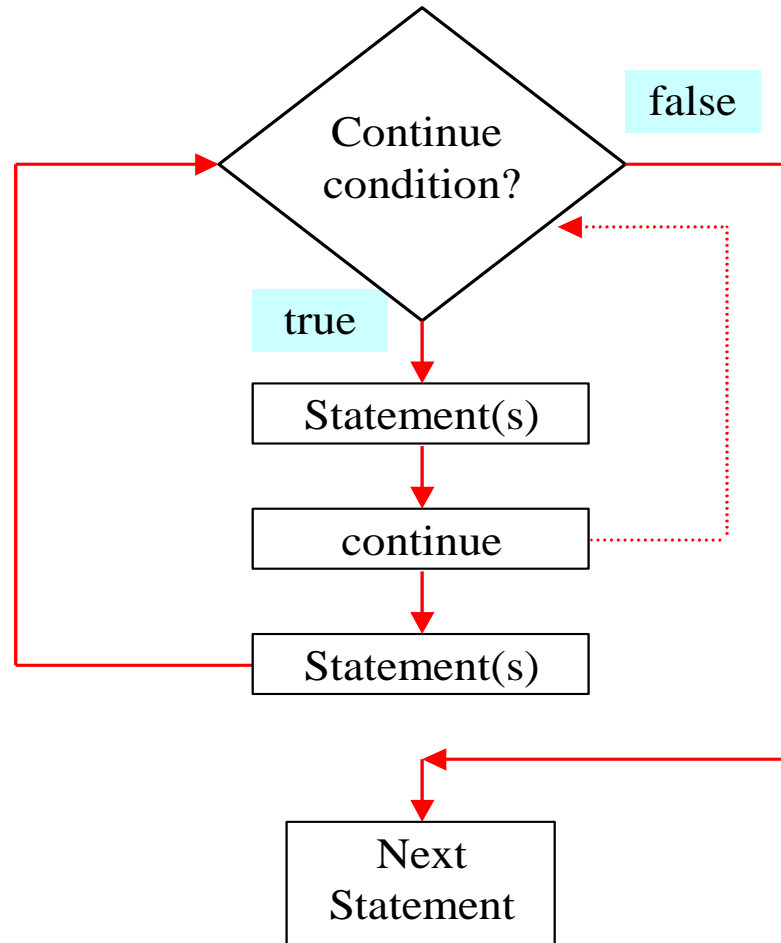 false
Continue
condition?
true
Statement(s)
continue
Statement(s)
Next
Statement